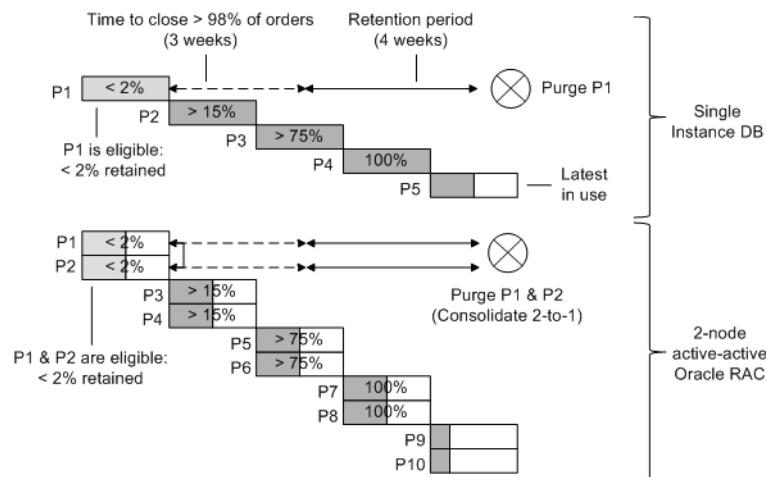 Time to close > 98% of orders
(3 weeks)
Retention period
(4 weeks)
P1
< 2%
Purge P1
P2
> 15%
P1 is eligible:
< 2% retained
P3
> 75%
P4
100%
P5
Latest
in use
Single
Instance DB
P1
< 2%
P2
< 2%
P3
> 15%
P4
> 15%
Purge P1 & P2
(Consolidate 2-to-1)
P1 & P2 are eligible:
< 2% retained
P5
> 75%
P6
> 75%
P7
100%
P8
100%
P9
P10
2-node
active-active
Oracle RAC